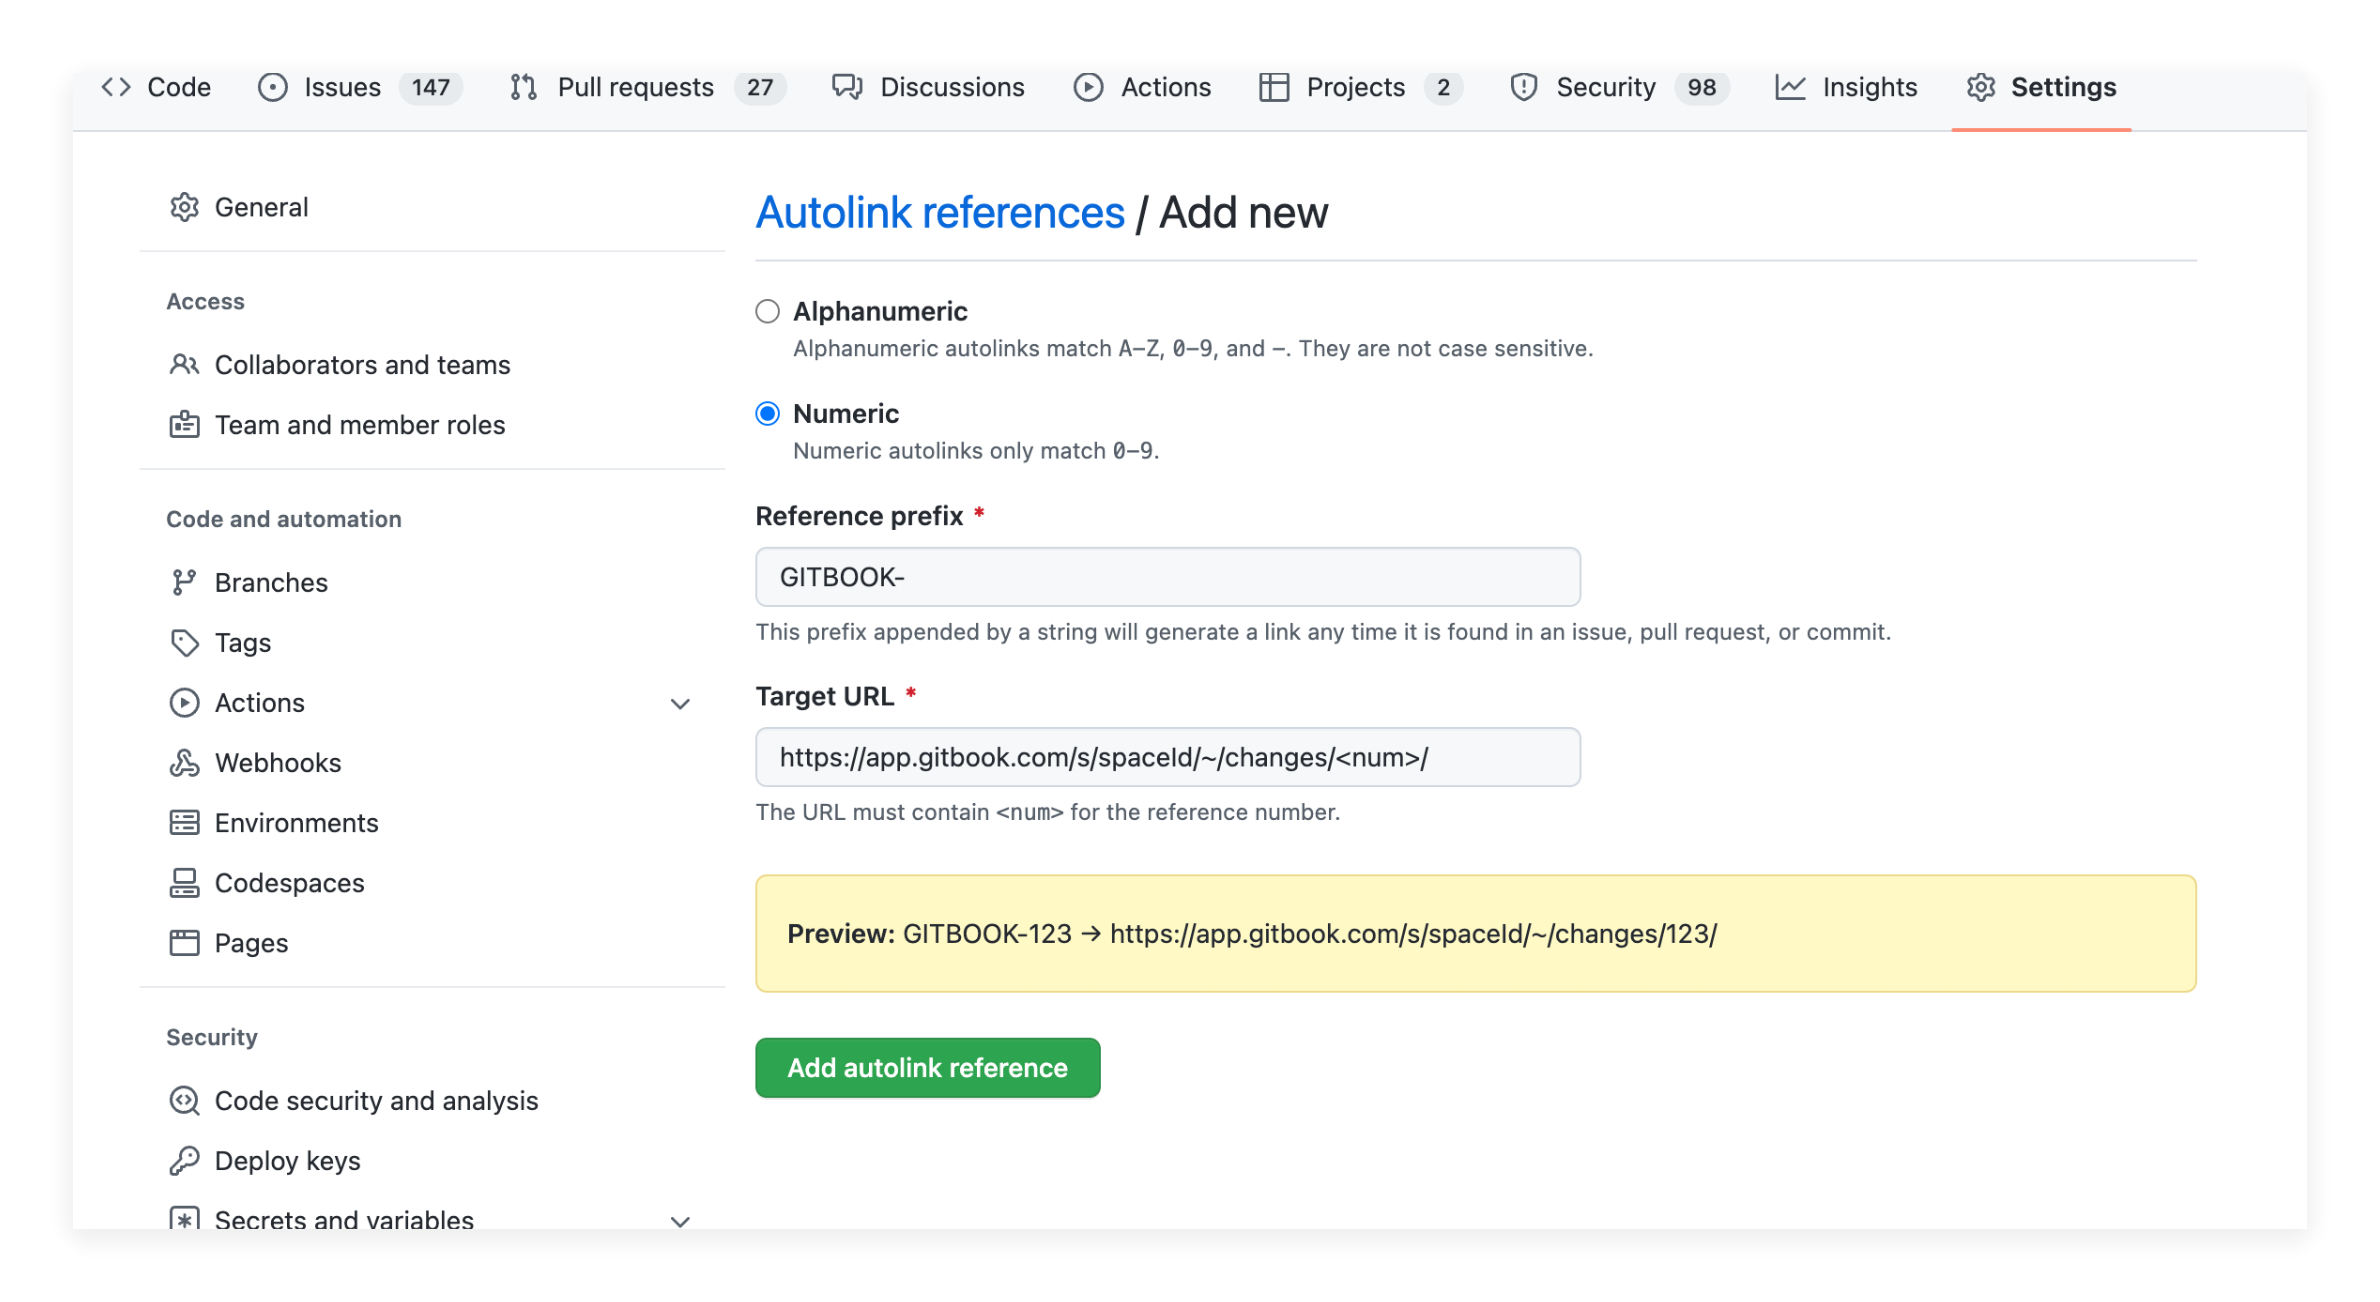 Code Issues 147 Pull requests 27 Discussions Actions Projects 2 Security 98 Insights Settings
General
Access
Collaborators and teams
Team and member roles
Code and automation
Branches
Tags
Actions
Webhooks
Environments
Codespaces
Pages
Security
Code security and analysis
Deploy keys
Secrets and variables
Autolink references / Add new
Alphanumeric
Alphanumeric autolinks match A–Z, 0–9, and –. They are not case sensitive.
Numeric
Numeric autolinks only match 0–9.
Reference prefix *
GITBOOK-
This prefix appended by a string will generate a link any time it is found in an issue, pull request, or commit.
Target URL *
https://app.gitbook.com/s/spaceId/~/changes/<num>/
The URL must contain <num> for the reference number.
Preview: GITBOOK-123 → https://app.gitbook.com/s/spaceId/~/changes/123/
Add autolink reference